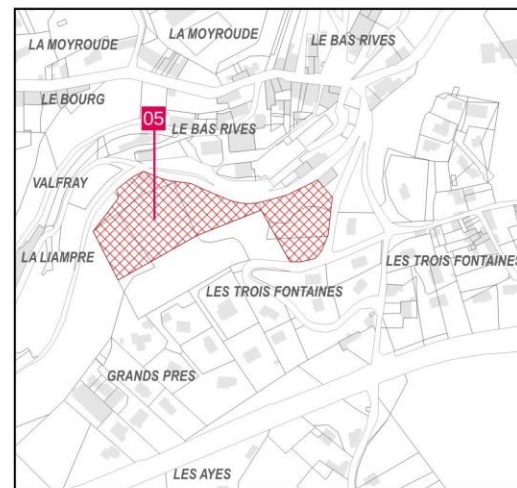 LA MOYROUDE
LA MOYROUDE
LE BAS RIVES
LE BOURG
05
LE BAS RIVES
VALFRAY
LA LIAMPRE
LES TROIS FONTAINES
LES TROIS FONTAINES
GRANDS PRES
LES AYES